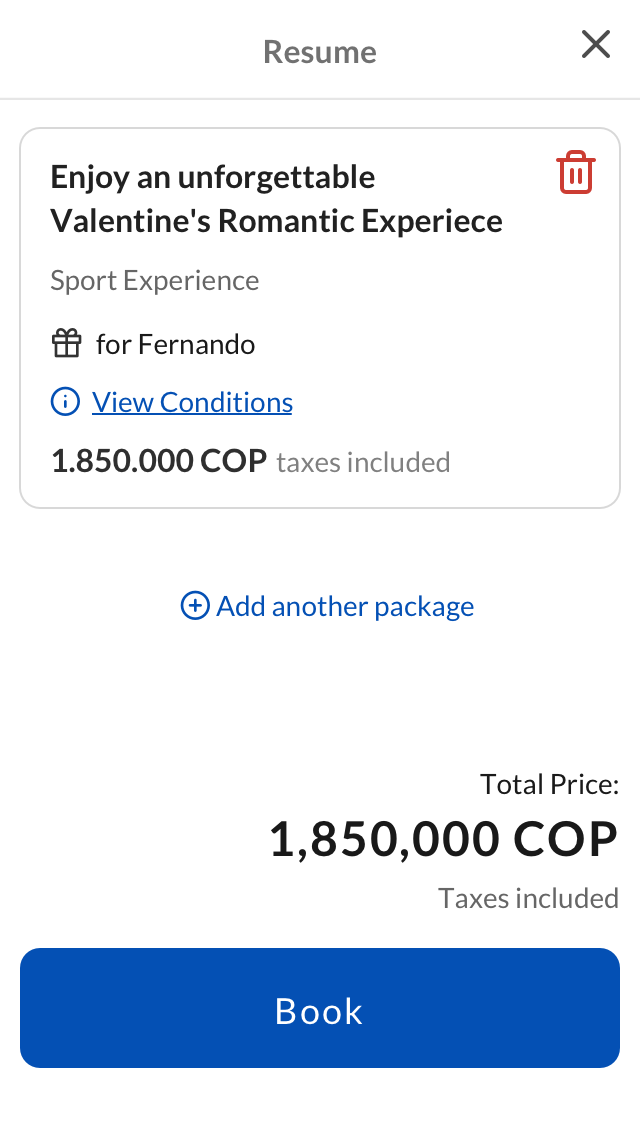 Resume
Enjoy an unforgettable
Valentine's Romantic Experiece
Sport Experience
for Fernando
View Conditions
1.850.000 COP taxes included
Add another package
Total Price:
1,850,000 COP
Taxes included
Book